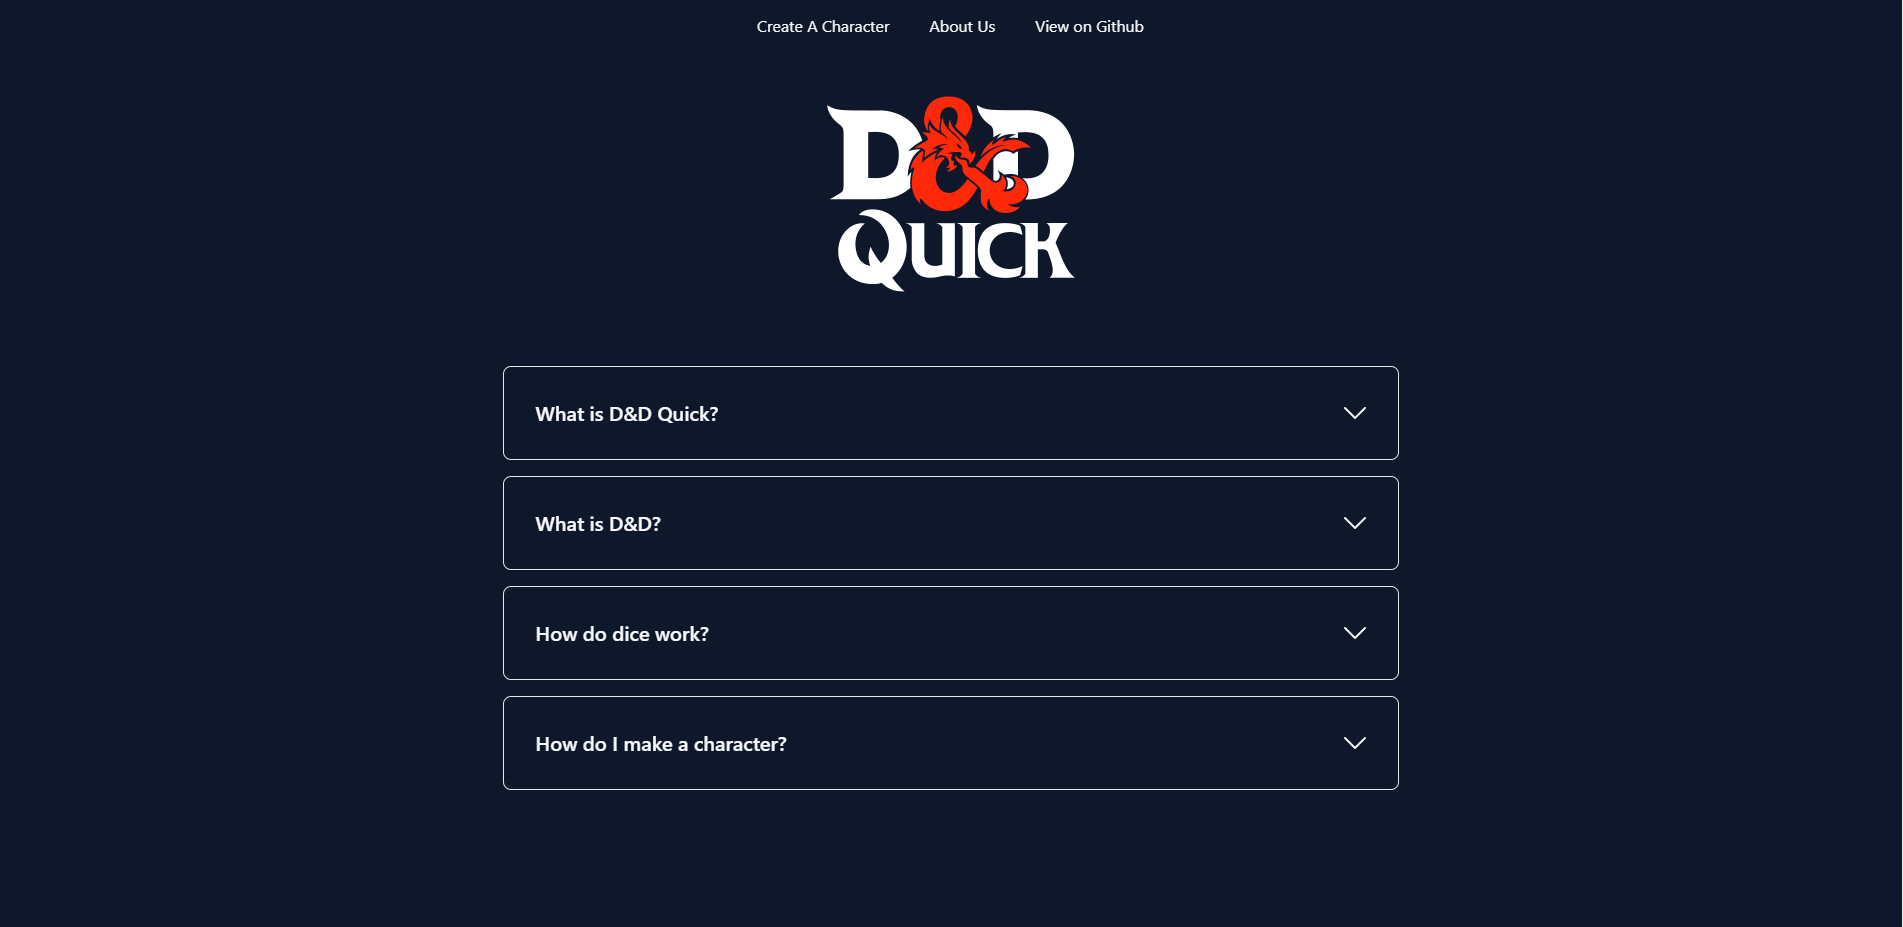 Create A Character About Us View on Github
D&D
Quick
What is D&D Quick?
What is D&D?
How do dice work?
How do I make a character?